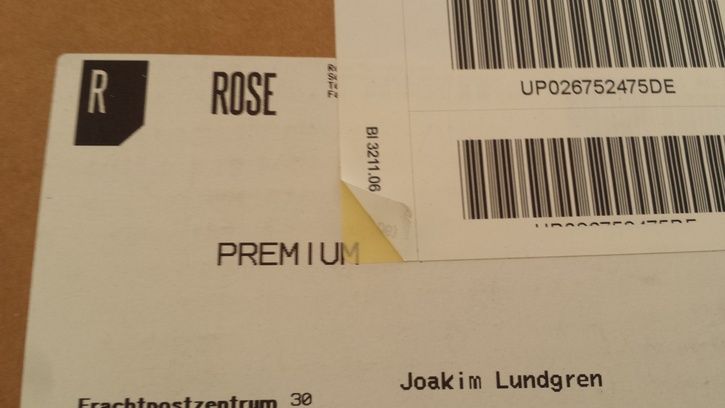 R
ROSE
UP026752475DE
BI 3211.06
PREMIUM
Joakim Lundgren
Frachtpostzentrum 30